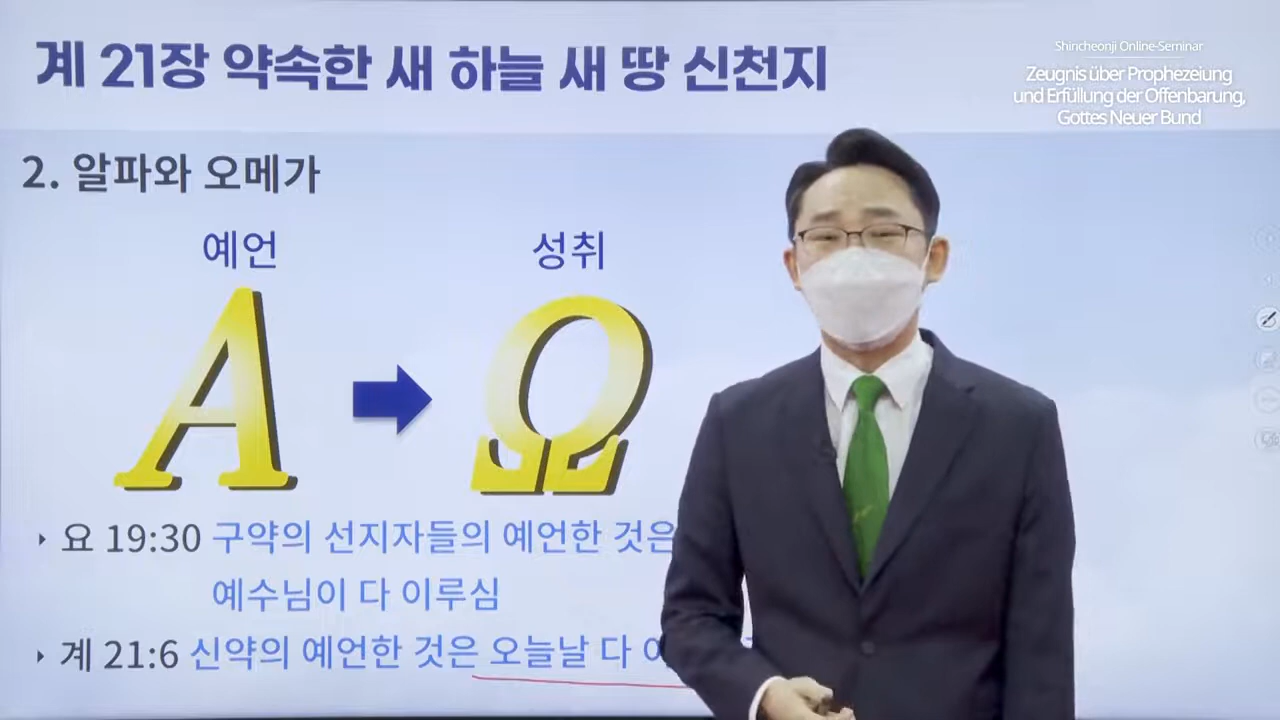 계 21장 약속한 새 하늘 새 땅 신천지
Shincheonji Online-Seminar
Zeugnis über Prophezeiung
und Erfüllung der Offenbarung,
Gottes Neuer Bund
2. 알파와 오메가
예언
성취
A
Ω
요 19:30 구약의 선지자들의 예언한 것은
예수님이 다 이루심
계 21:6 신약의 예언한 것은 오늘날 다